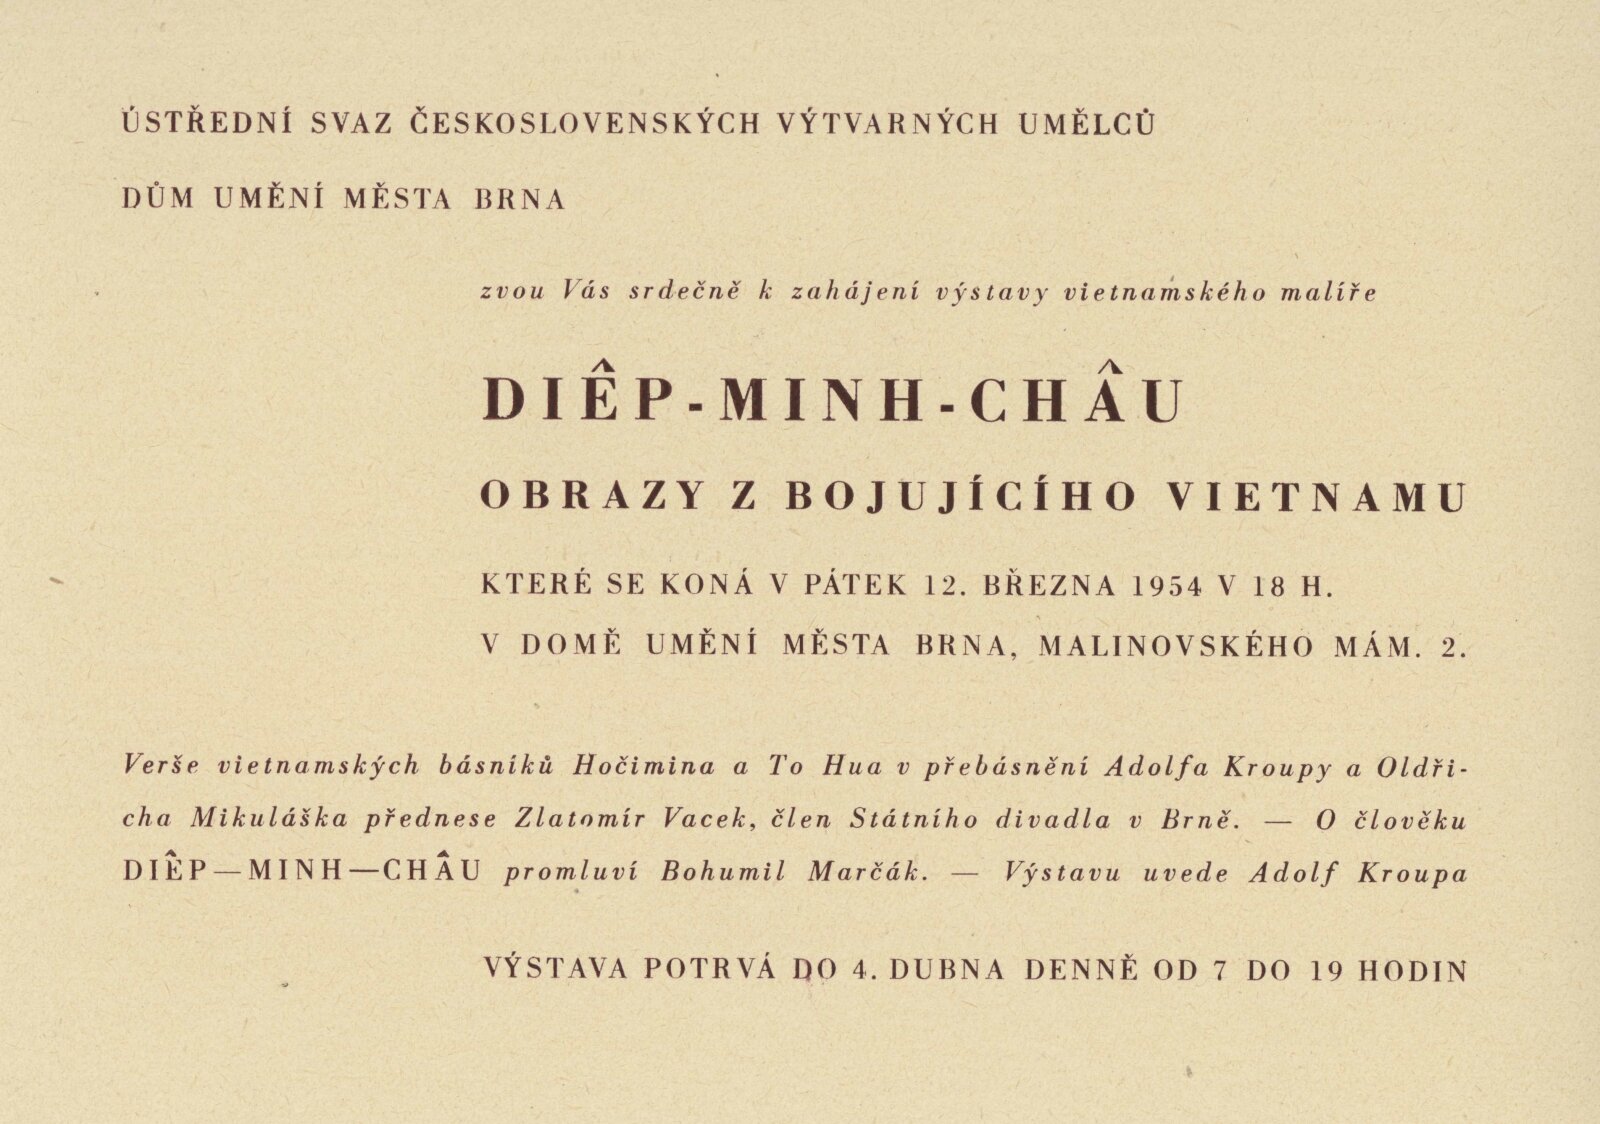 ÚSTŘEDNÍ SVAZ ČESKOSLOVENSKÝCH VÝTVARNÝCH UMĚLCŮ
DŮM UMĚNÍ MĚSTA BRNA
zvou Vás srdečně k zahájení výstavy vietnamského malíře
DIÊP-MINH-CHÂU
OBRAZY Z BOJUJÍCÍHO VIETNAMU
KTERÉ SE KONÁ V PÁTEK 12. BŘEZNA 1954 V 18 H.
V DOMĚ UMĚNÍ MĚSTA BRNA, MALINOVSKÉHO MÁM. 2.
Verše vietnamských básníků Hočimina a To Hua v přebásnění Adolfa Kroupy a Oldři-
cha Mikuláška přednese Zlatomír Vacek, člen Státního divadla v Brně. — O člověku
DIÊP—MINH—CHÂU promluví Bohumil Marčák. — Výstavu uvede Adolf Kroupa
VÝSTAVA POTRVÁ DO 4. DUBNA DENNĚ OD 7 DO 19 HODIN